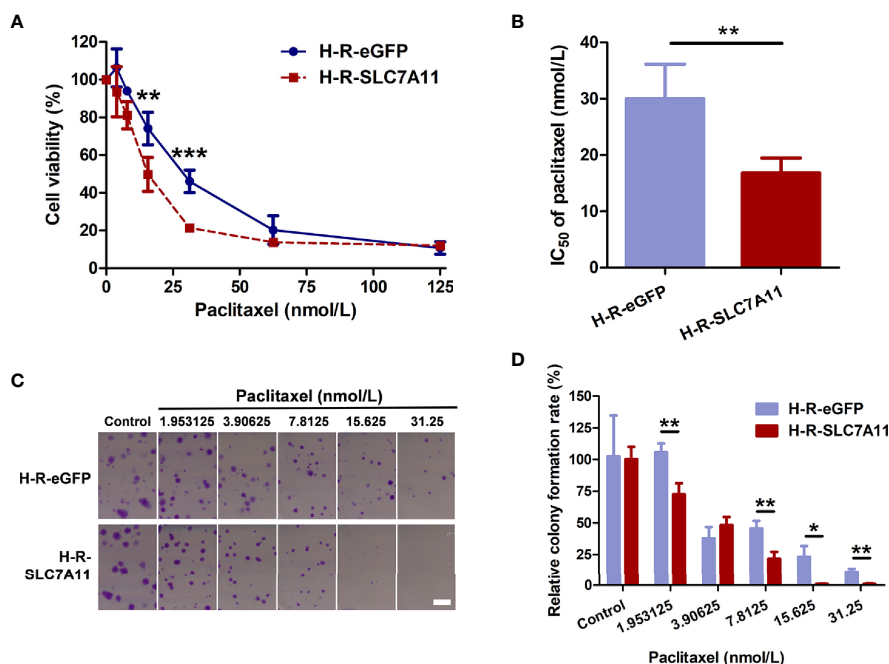 A
H-R-eGFP
H-R-SLC7A11
Cell viability (%)
120
100
80
60
40
20
0
**
***
0 25 50 75 100 125
Paclitaxel (nmol/L)
B
IC50 of paclitaxel (nmol/L)
40
30
20
10
0
**
H-R-eGFP
H-R-SLC7A11
C
Paclitaxel (nmol/L)
Control 1.953125 3.90625 7.8125 15.625 31.25
H-R-eGFP
H-R-
SLC7A11
D
Relative colony formation rate (%)
150
125
100
75
50
25
0
H-R-eGFP
H-R-SLC7A11
**
**
*
**
Control 1.953125 3.90625 7.8125 15.625 31.25
Paclitaxel (nmol/L)